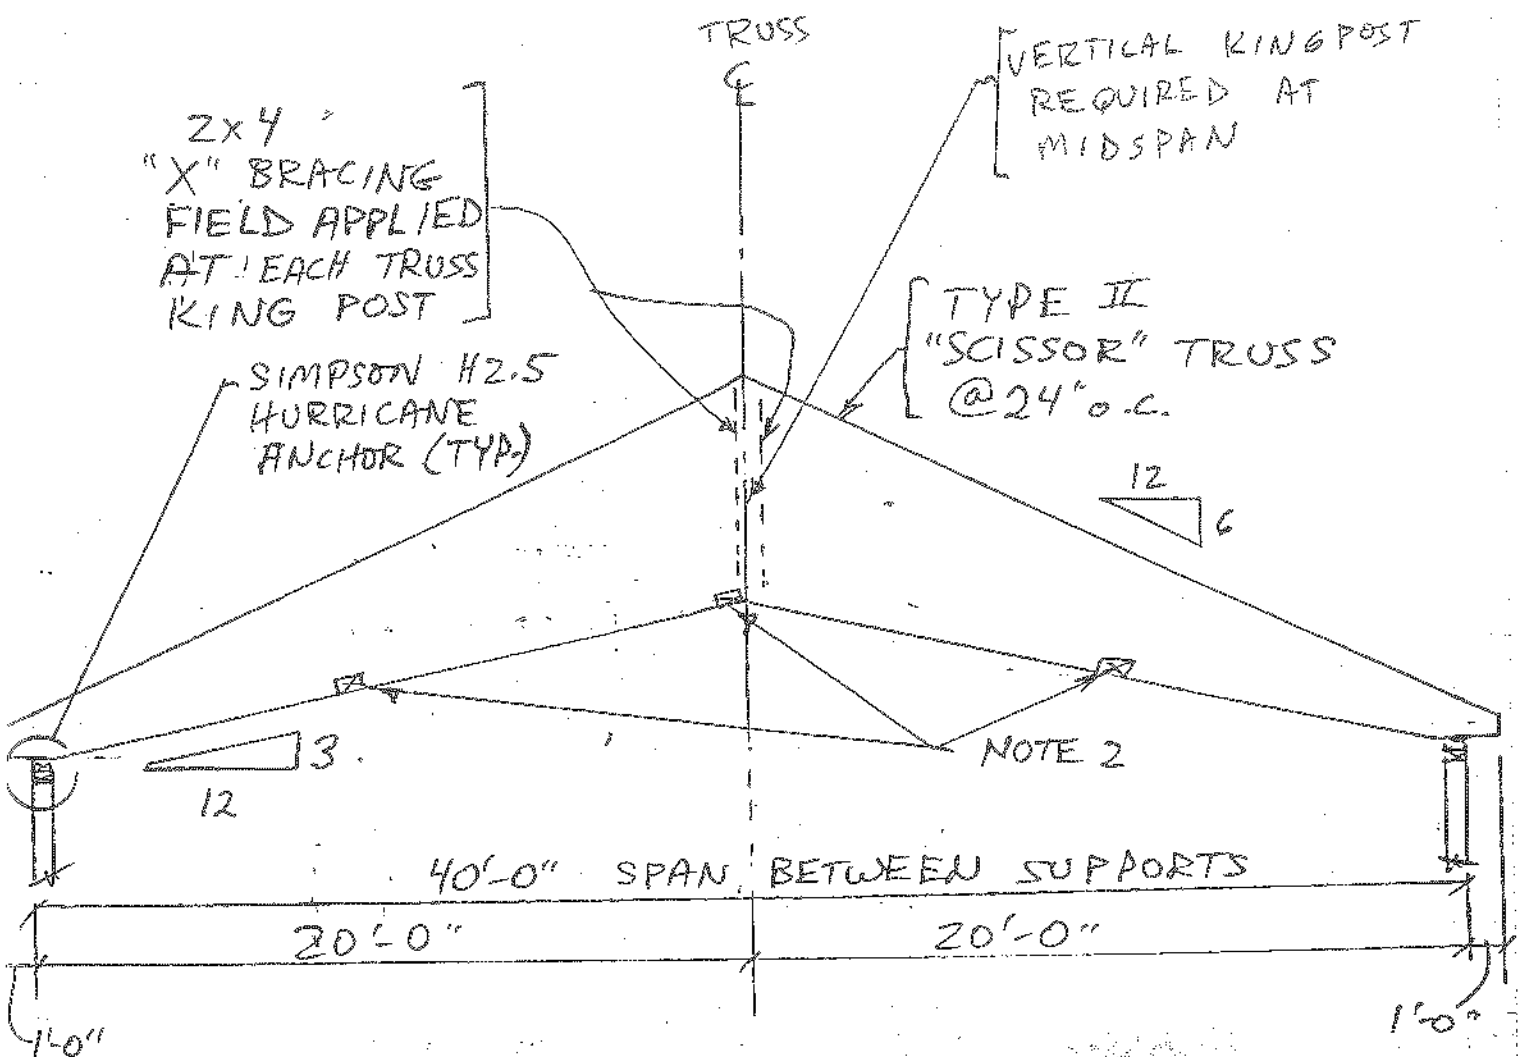 TRUSS
℄
VERTICAL KINGPOST
REQUIRED AT
MIDSPAN
2x4
"X" BRACING
FIELD APPLIED
AT EACH TRUSS
KING POST
TYPE II
"SCISSOR" TRUSS
@ 24" o.c.
SIMPSON H2.5
HURRICANE
ANCHOR (TYP.)
12
6
3
12
NOTE 2
40'-0" SPAN BETWEEN SUPPORTS
20'-0"
20'-0"
1'-0"
1'-0"